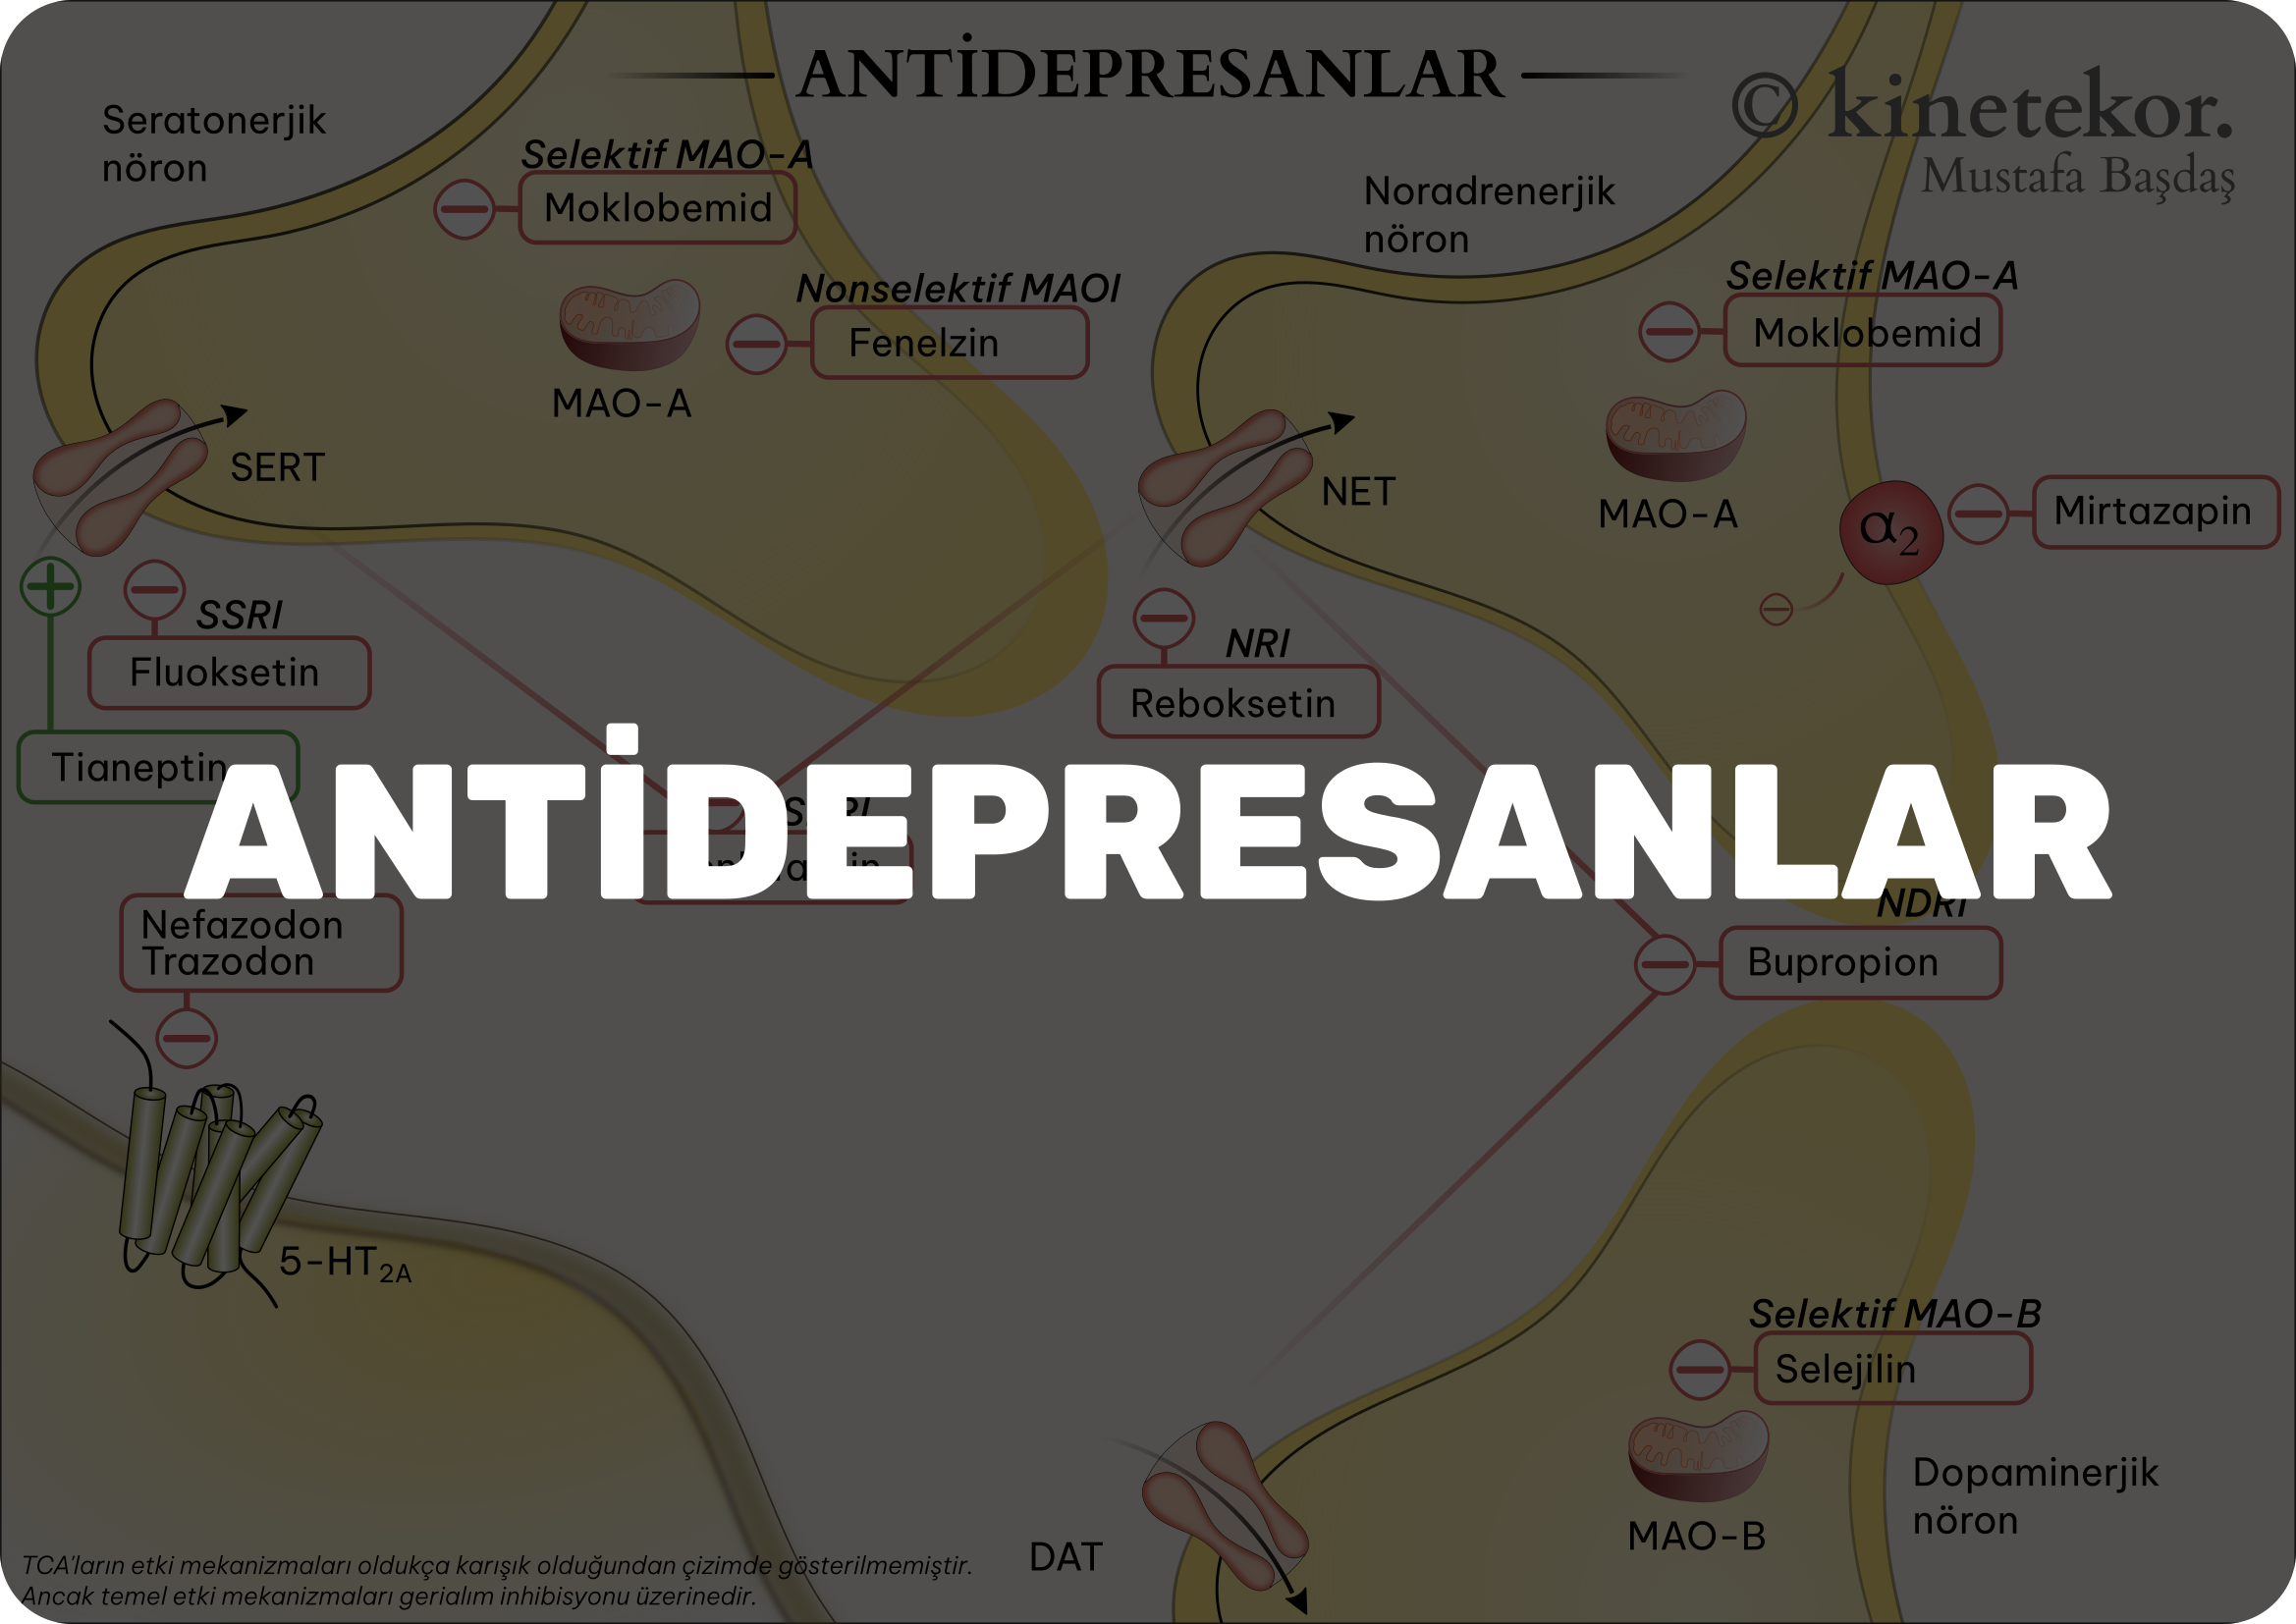 ANTİDEPRESANLAR
© kinetekor.
Mustafa Başdaş
Seratonerjik
nöron
Selektif MAO-A
Moklobemid
Nonselektif MAOI
Fenelzin
MAO-A
SERT
Noradrenerjik
nöron
Selektif MAO-A
Moklobemid
MAO-A
NET
α2
Mirtazapin
SSRI
Fluoksetin
NRI
Reboksetin
Tianeptin
ANTİDEPRESANLAR
NDRI
Bupropion
Nefazodon
Trazodon
5-HT2A
Selektif MAO-B
Selejilin
MAO-B
Dopaminerjik
nöron
DAT
TCA'ların etki mekanizmaları oldukça karışık olduğundan çizimde gösterilmemiştir.
Ancak temel etki mekanizmaları gerialım inhibisyonu üzerinedir.